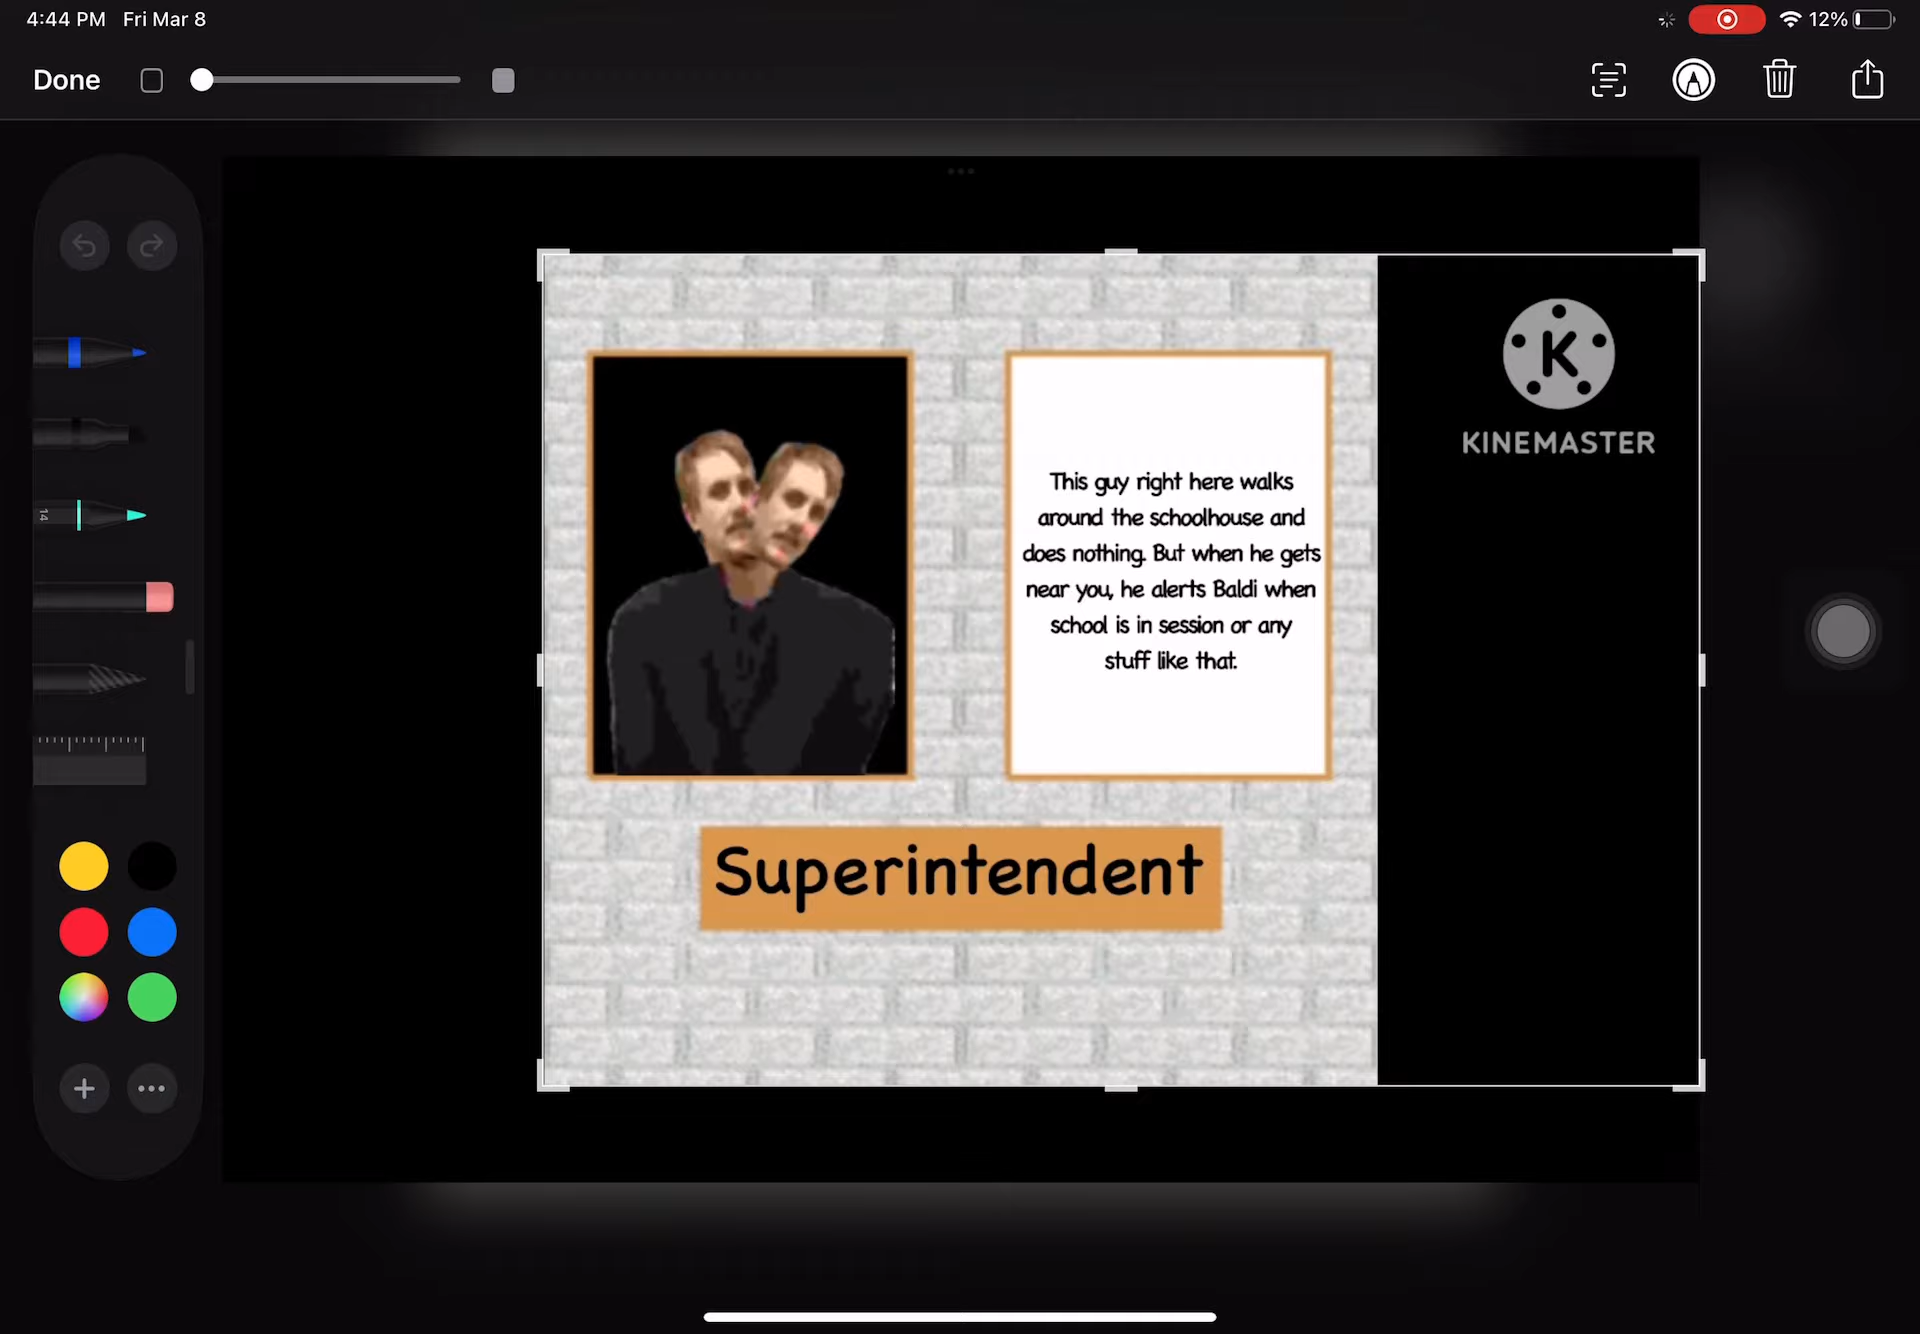 4:44 PM Fri Mar 8
12%
Done
14
K
KINEMASTER
This guy right here walks
around the schoolhouse and
does nothing. But when he gets
near you, he alerts Baldi when
school is in session or any
stuff like that.
Superintendent